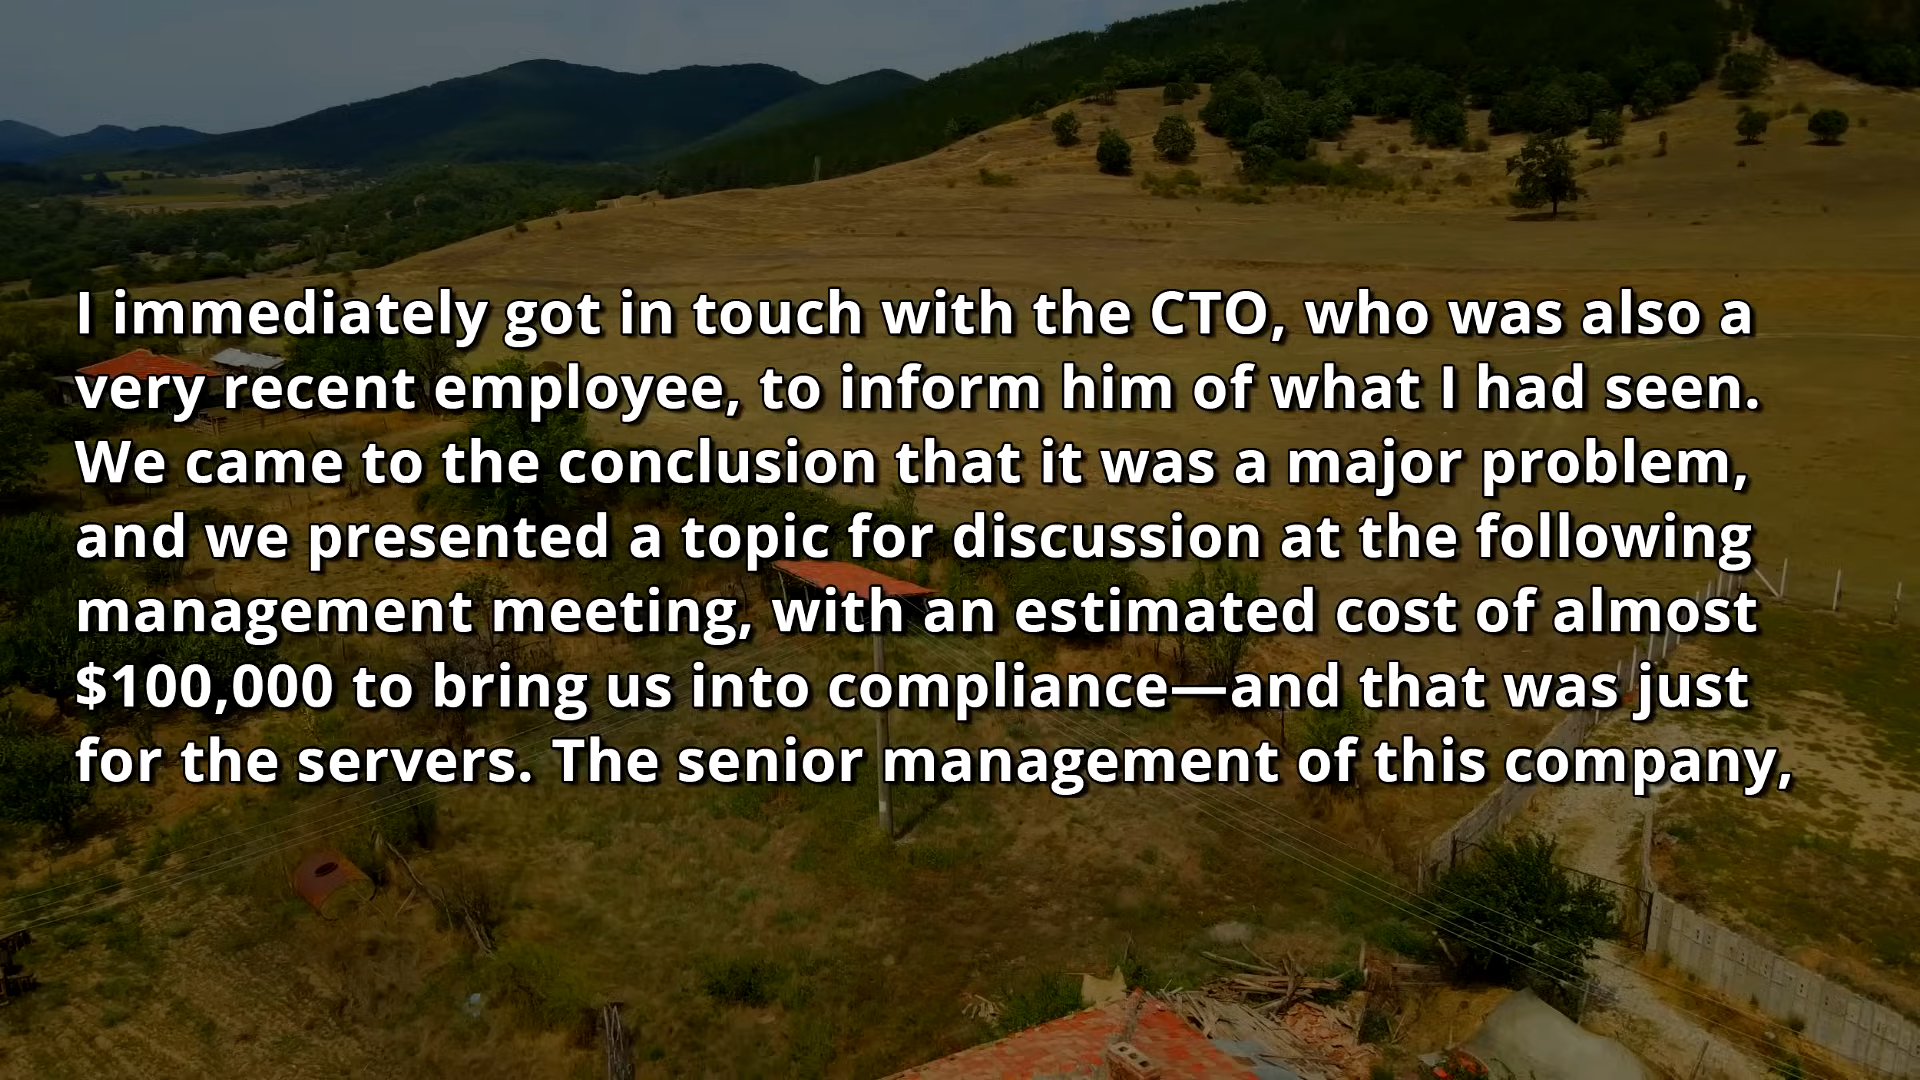 I immediately got in touch with the CTO, who was also a
very recent employee, to inform him of what I had seen.
We came to the conclusion that it was a major problem,
and we presented a topic for discussion at the following
management meeting, with an estimated cost of almost
$100,000 to bring us into compliance—and that was just
for the servers. The senior management of this company,